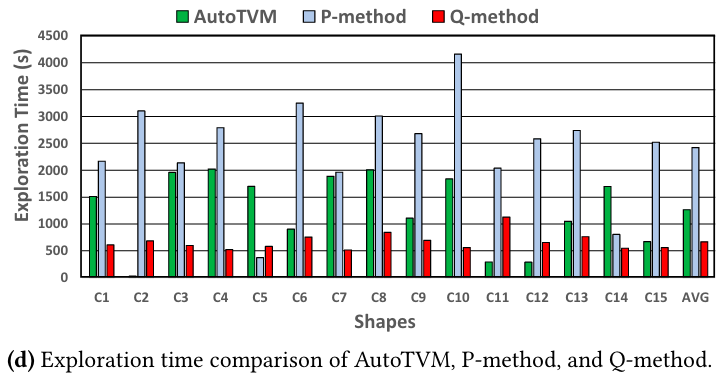 AutoTVM P-method Q-method
Exploration Time (s)
4500
4000
3500
3000
2500
2000
1500
1000
500
0
C1 C2 C3 C4 C5 C6 C7 C8 C9 C10 C11 C12 C13 C14 C15 AVG
Shapes
(d) Exploration time comparison of AutoTVM, P-method, and Q-method.